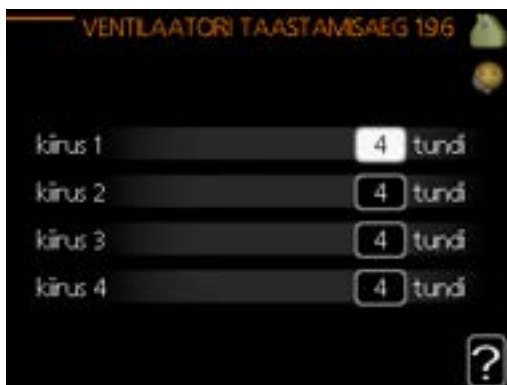 VENTILAATORI TAASTAMISAEG 1.9.6
kiirus 1 4 tundi
kiirus 2 4 tundi
kiirus 3 4 tundi
kiirus 4 4 tundi
?